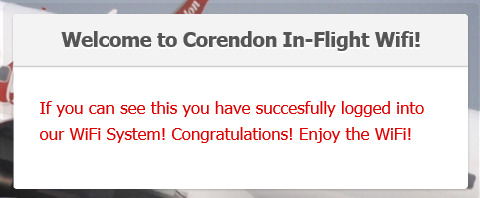 Welcome to Corendon In-Flight Wifi!
If you can see this you have succesfully logged into
our WiFi System! Congratulations! Enjoy the WiFi!